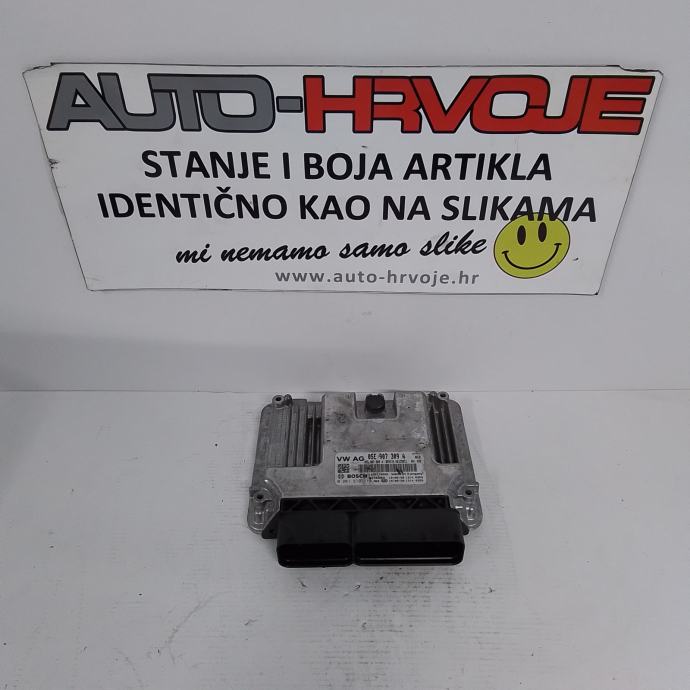 AUTO-HRVOJE
STANJE I BOJA ARTIKLA
IDENTIČNO KAO NA SLIKAMA
mi nemamo samo slike
www.auto-hrvoje.hr
VW AG 05E 907 309 A
BOSCH